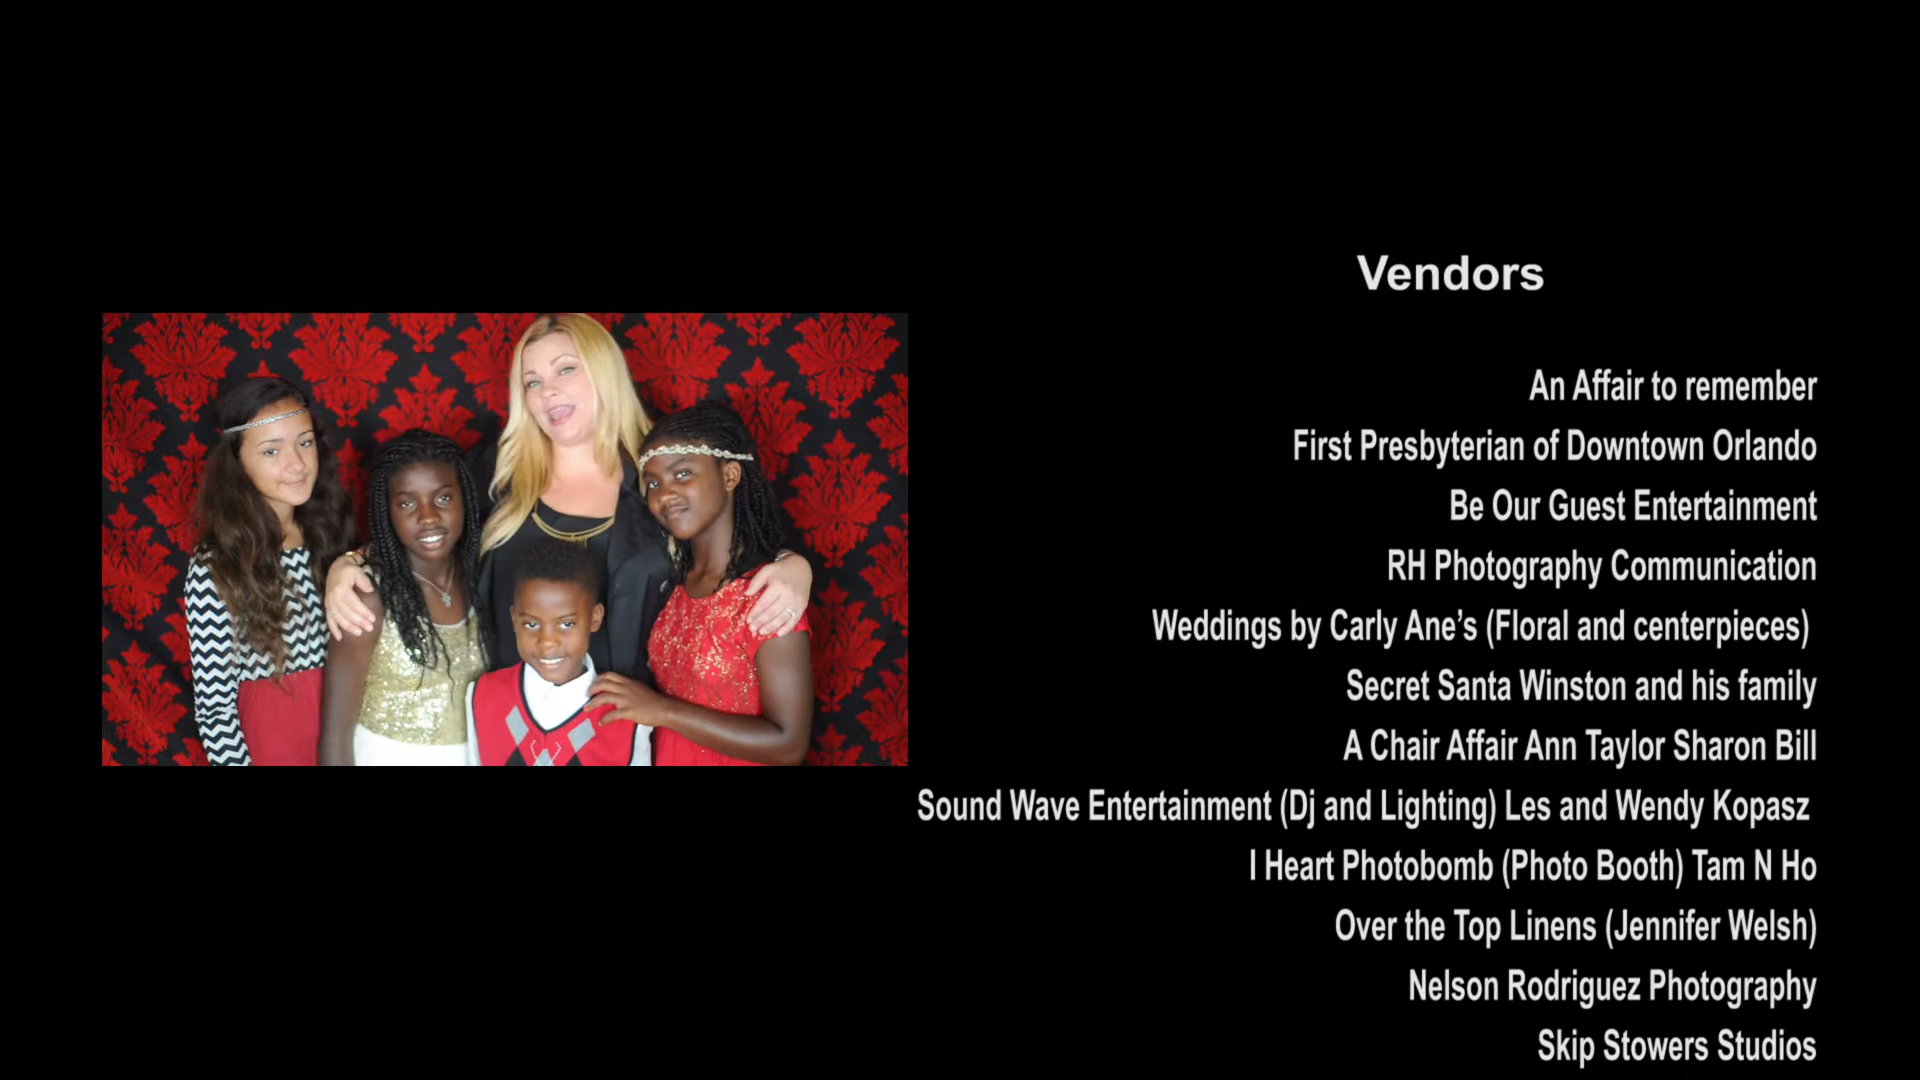 Vendors
An Affair to remember
First Presbyterian of Downtown Orlando
Be Our Guest Entertainment
RH Photography Communication
Weddings by Carly Ane’s (Floral and centerpieces)
Secret Santa Winston and his family
A Chair Affair Ann Taylor Sharon Bill
Sound Wave Entertainment (Dj and Lighting) Les and Wendy Kopasz
I Heart Photobomb (Photo Booth) Tam N Ho
Over the Top Linens (Jennifer Welsh)
Nelson Rodriguez Photography
Skip Stowers Studios